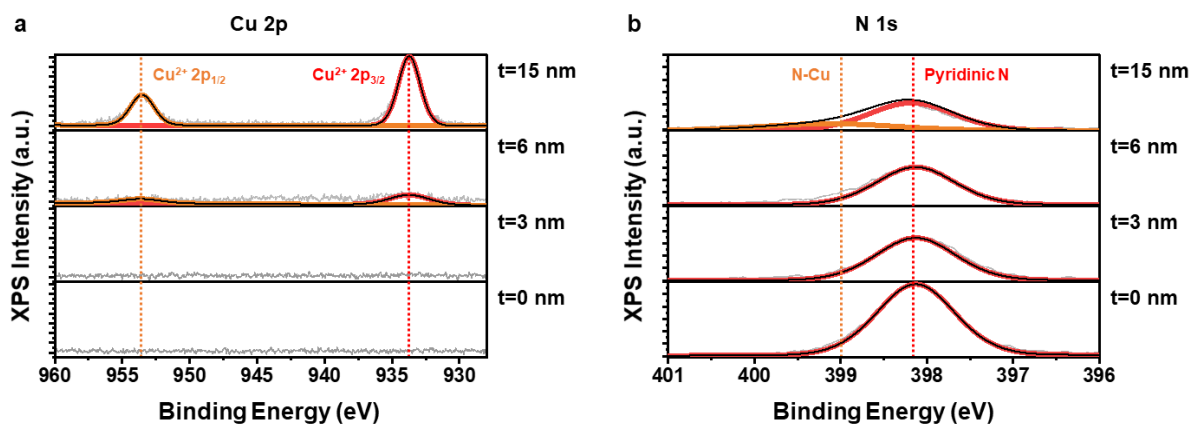 a
Cu 2p
XPS Intensity (a.u.)
Cu²⁺ 2p₁/₂
Cu²⁺ 2p₃/₂
t=15 nm
t=6 nm
t=3 nm
t=0 nm
960 955 950 945 940 935 930
Binding Energy (eV)
b
N 1s
XPS Intensity (a.u.)
N-Cu
Pyridinic N
t=15 nm
t=6 nm
t=3 nm
t=0 nm
401 400 399 398 397 396
Binding Energy (eV)